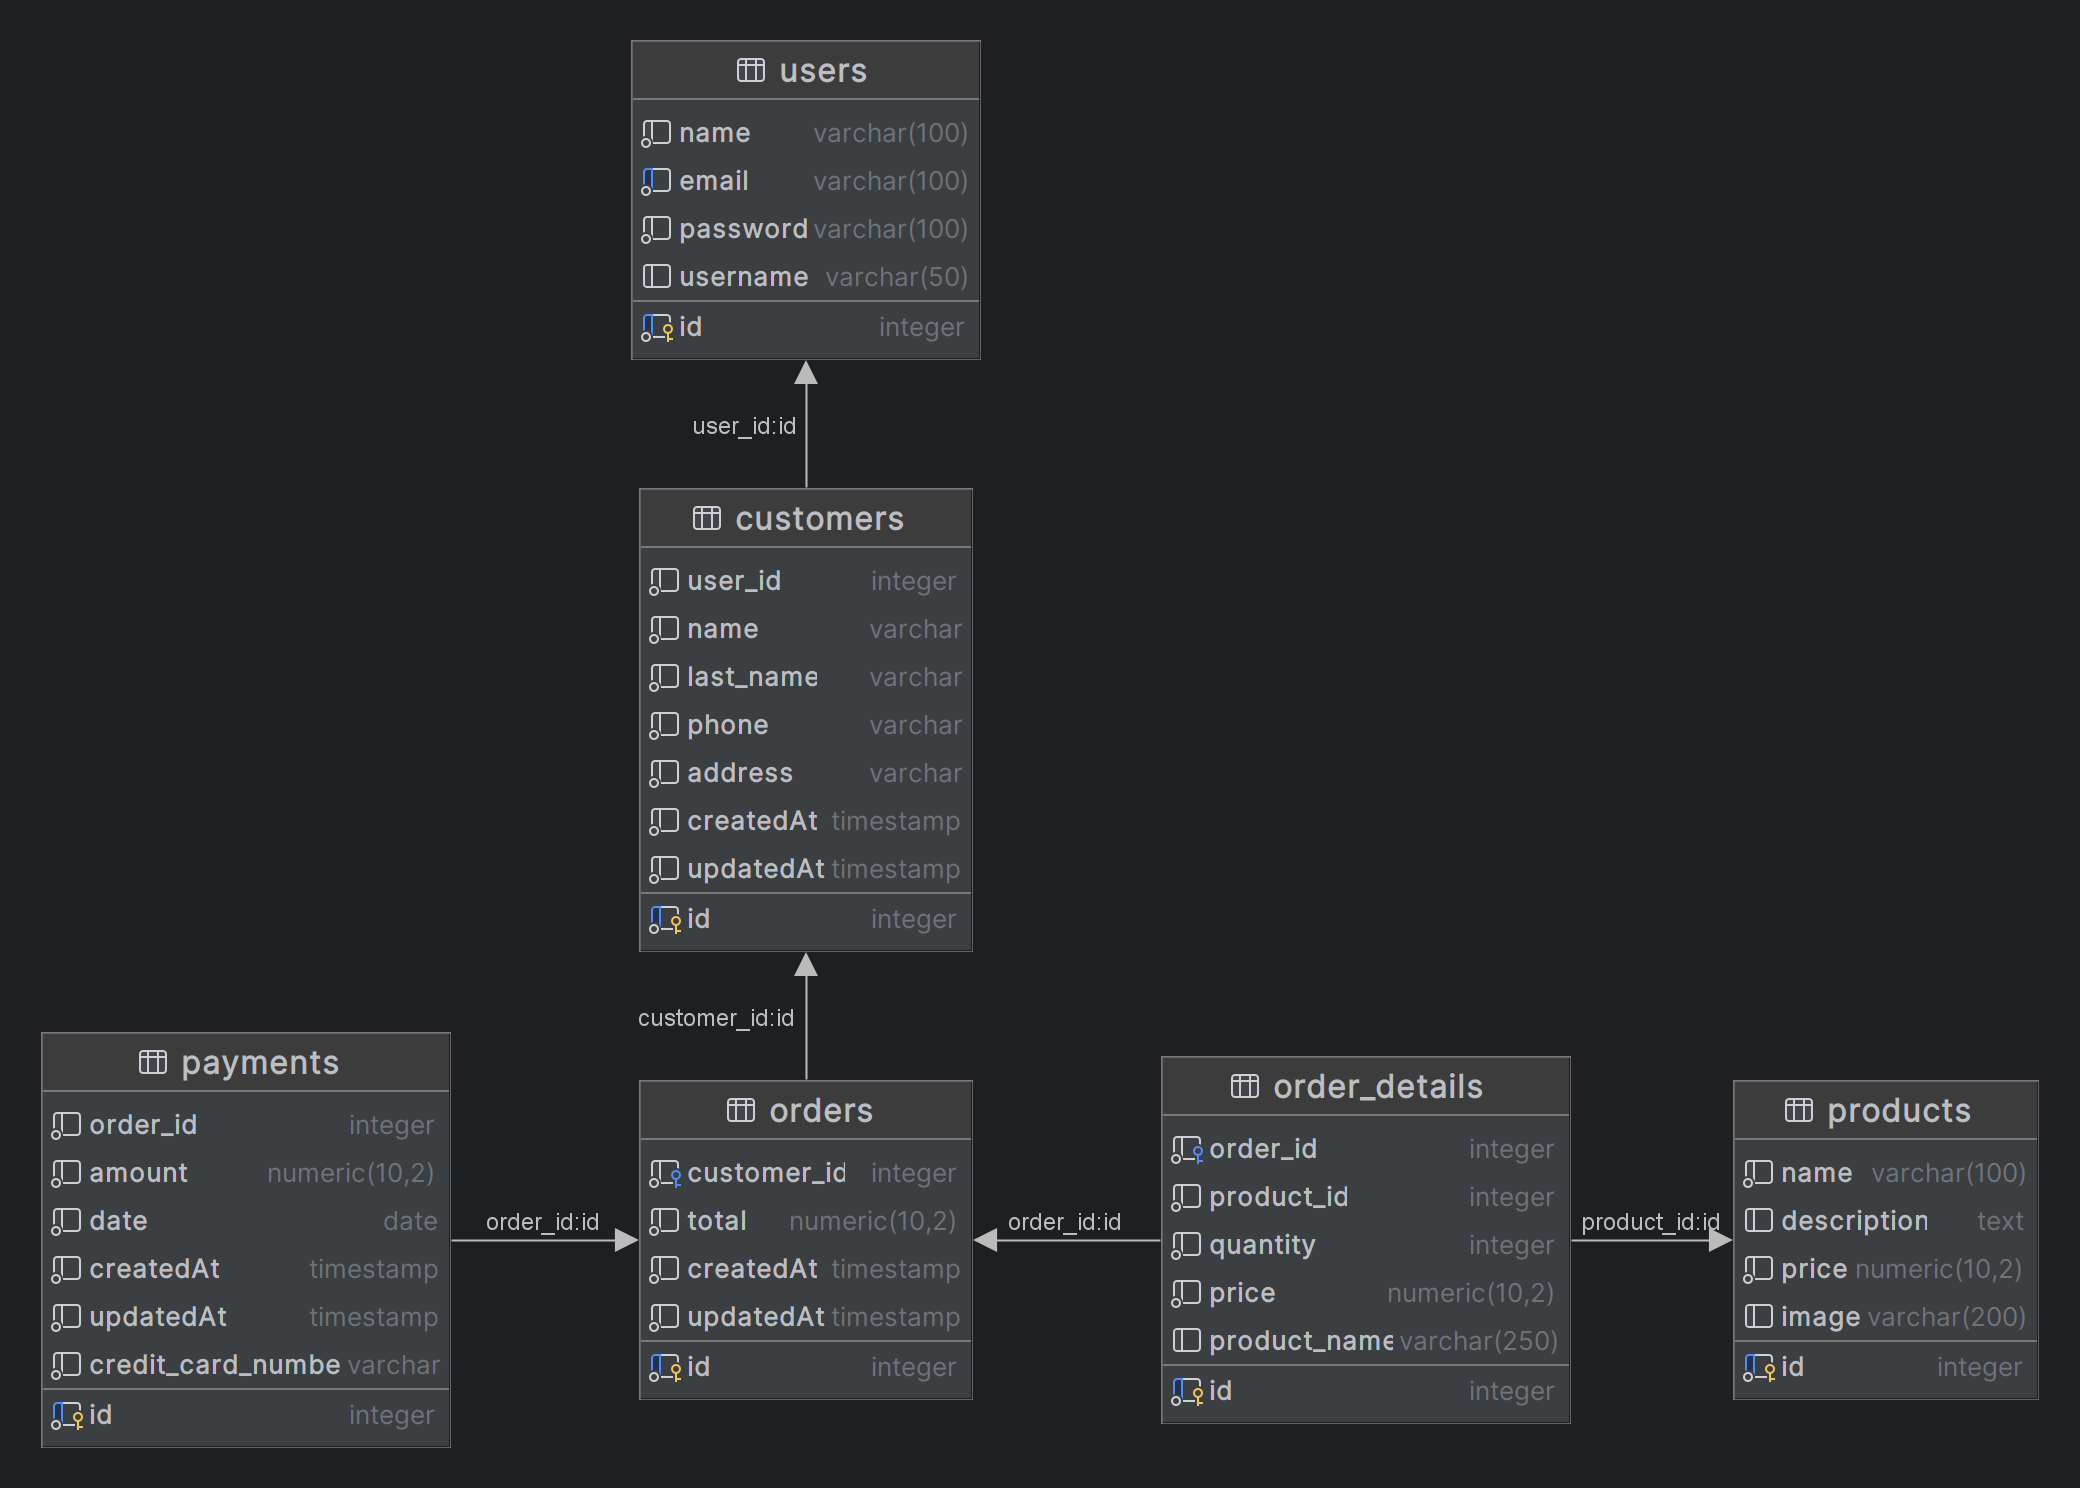 users
name varchar(100)
email varchar(100)
password varchar(100)
username varchar(50)
id integer
user_id:id
customers
user_id integer
name varchar
last_name varchar
phone varchar
address varchar
createdAt timestamp
updatedAt timestamp
id integer
customer_id:id
payments
order_id integer
amount numeric(10,2)
date date
createdAt timestamp
updatedAt timestamp
credit_card_numbe varchar
id integer
order_id:id
orders
customer_id integer
total numeric(10,2)
createdAt timestamp
updatedAt timestamp
id integer
order_id:id
order_details
order_id integer
product_id integer
quantity integer
price numeric(10,2)
product_name varchar(250)
id integer
product_id:id
products
name varchar(100)
description text
price numeric(10,2)
image varchar(200)
id integer